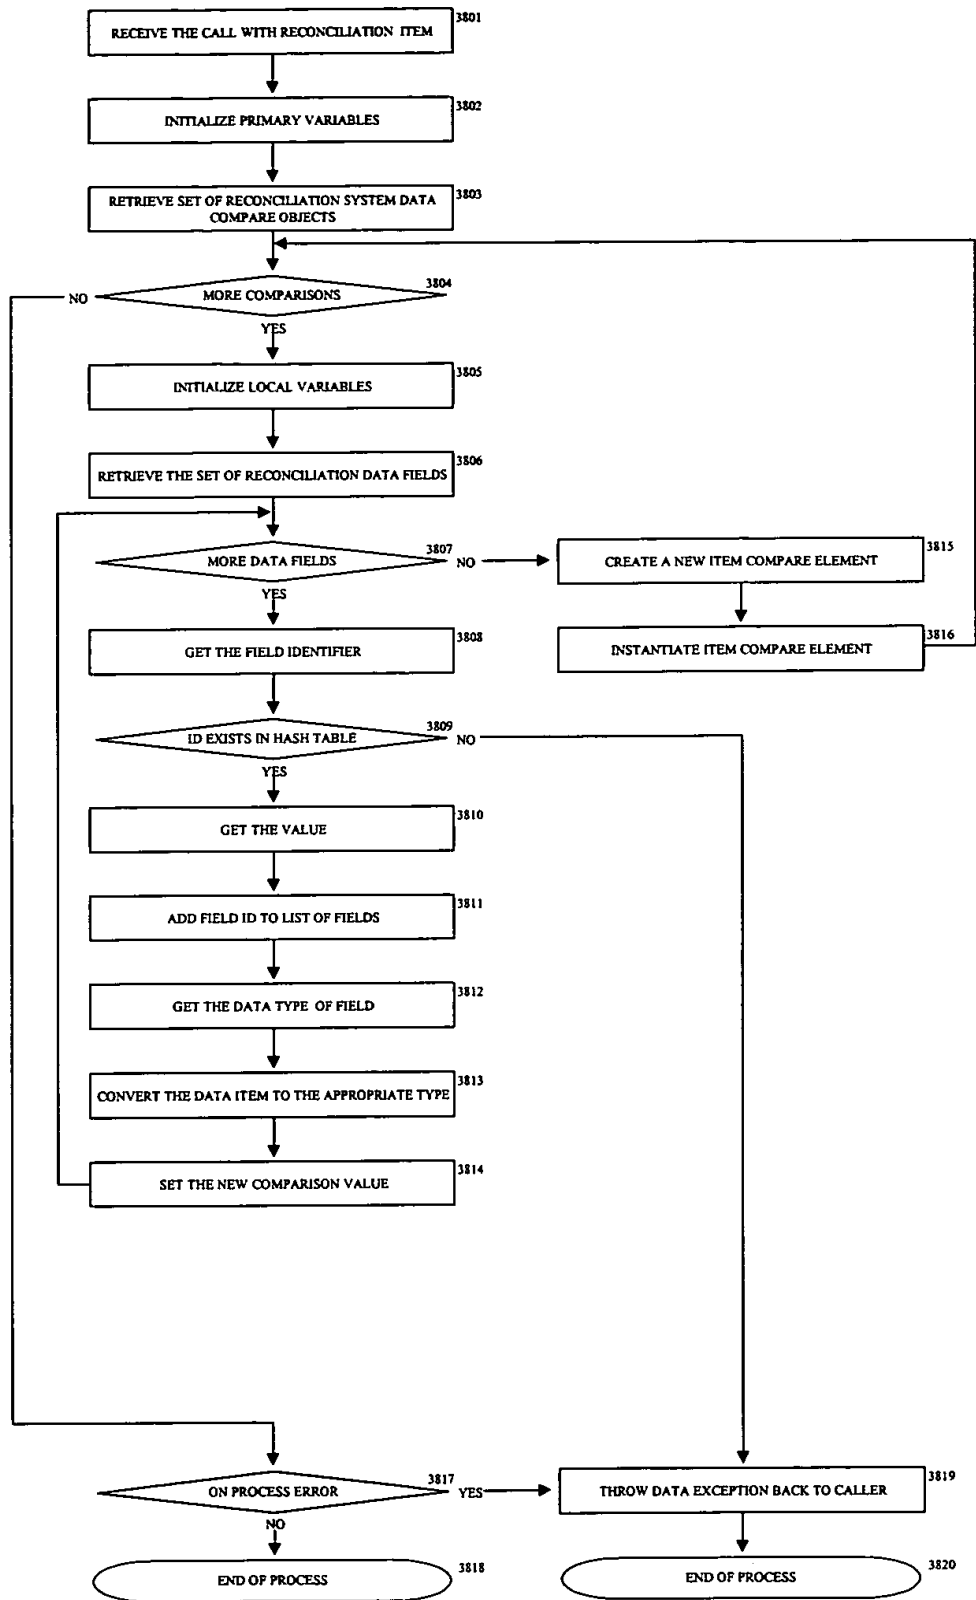 3801
RECEIVE THE CALL WITH RECONCILIATION ITEM
3802
INITIALIZE PRIMARY VARIABLES
3803
RETRIEVE SET OF RECONCILIATION SYSTEM DATA
COMPARE OBJECTS
3804
NO
MORE COMPARISONS
YES
3805
INITIALIZE LOCAL VARIABLES
3806
RETRIEVE THE SET OF RECONCILIATION DATA FIELDS
3807
MORE DATA FIELDS
NO
3815
CREATE A NEW ITEM COMPARE ELEMENT
YES
3808
GET THE FIELD IDENTIFIER
3816
INSTANTIATE ITEM COMPARE ELEMENT
3809
ID EXISTS IN HASH TABLE
NO
YES
3810
GET THE VALUE
3811
ADD FIELD ID TO LIST OF FIELDS
3812
GET THE DATA TYPE OF FIELD
3813
CONVERT THE DATA ITEM TO THE APPROPRIATE TYPE
3814
SET THE NEW COMPARISON VALUE
3817
ON PROCESS ERROR
YES
3819
THROW DATA EXCEPTION BACK TO CALLER
NO
3818
END OF PROCESS
3820
END OF PROCESS